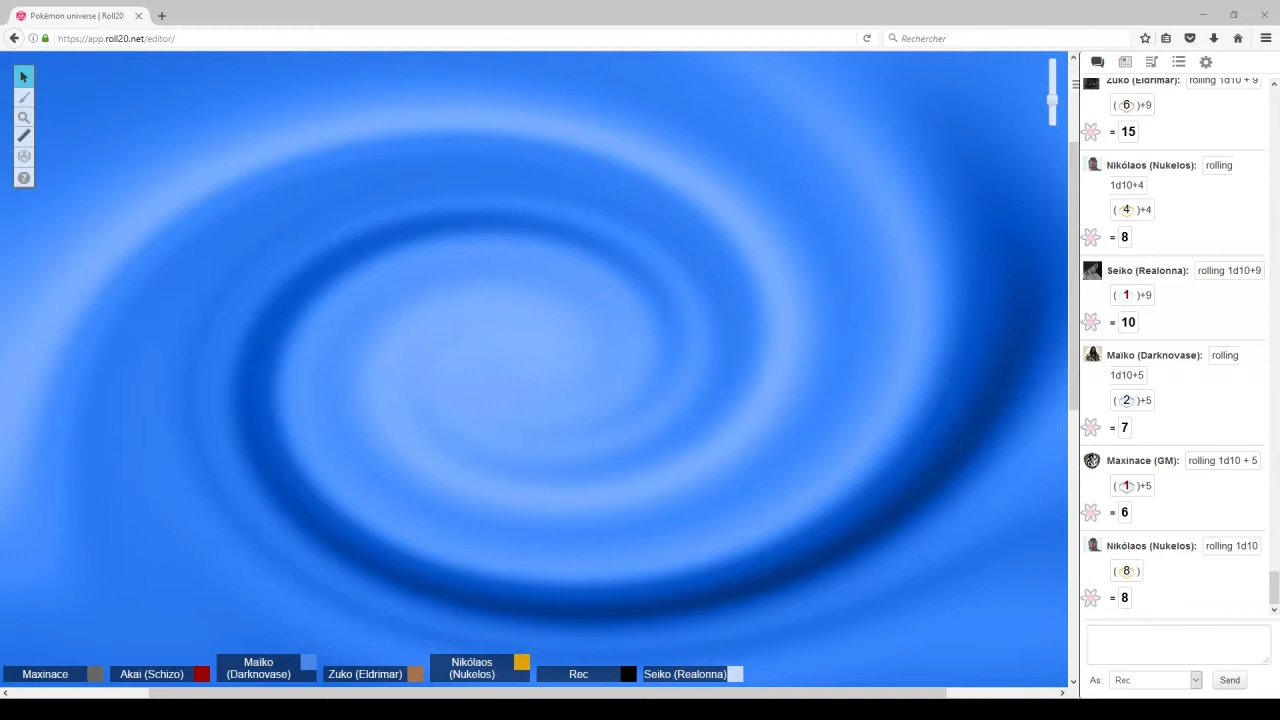 Pokémon universe | Roll20
https://app.roll20.net/editor/
Rechercher
Zuko (Eldrimar): rolling 1d10 + 9
(6)+9
= 15
Nikólaos (Nukelos): rolling
1d10+4
(4)+4
= 8
Seiko (Realonna): rolling 1d10+9
(1)+9
= 10
Maïko (Darknovase): rolling
1d10+5
(2)+5
= 7
Maxinace (GM): rolling 1d10 + 5
(1)+5
= 6
Nikólaos (Nukelos): rolling 1d10
(8)
= 8
As: Rec Send
Maxinace
Akai (Schizo)
Maïko
(Darknovase)
Zuko (Eldrimar)
Nikólaos
(Nukelos)
Rec
Seiko (Realonna)